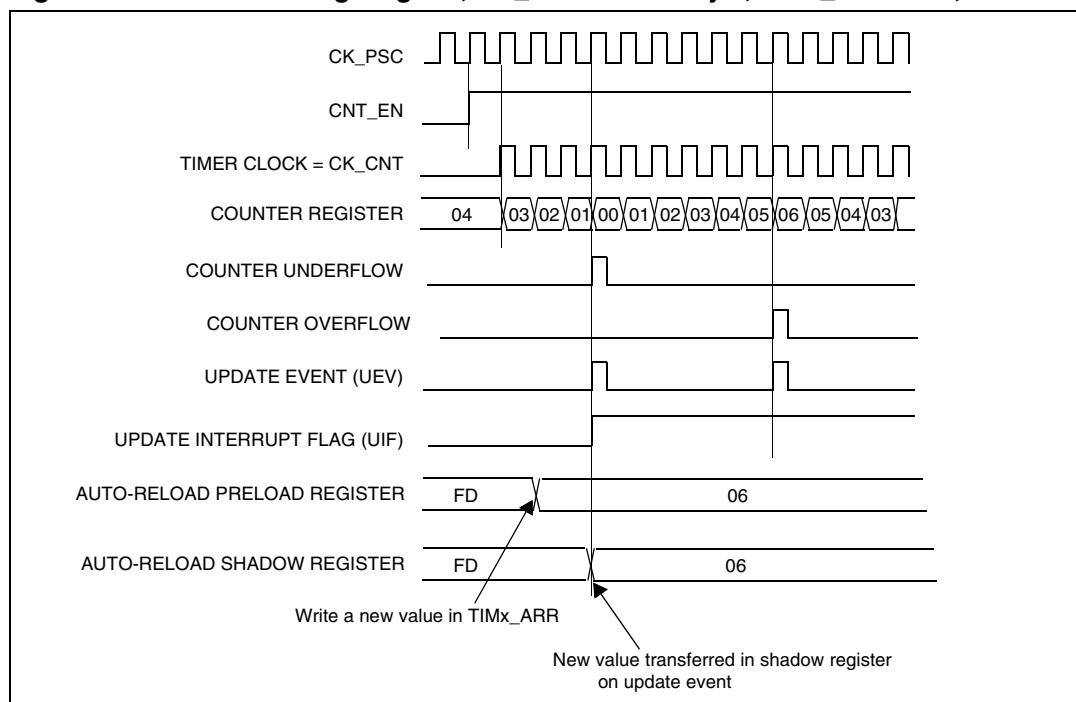 CK_PSC
CNT_EN
TIMER CLOCK = CK_CNT
COUNTER REGISTER 04 03 02 01 00 01 02 03 04 05 06 05 04 03
COUNTER UNDERFLOW
COUNTER OVERFLOW
UPDATE EVENT (UEV)
UPDATE INTERRUPT FLAG (UIF)
AUTO-RELOAD PRELOAD REGISTER FD 06
AUTO-RELOAD SHADOW REGISTER FD 06
Write a new value in TIMx_ARR
New value transferred in shadow register
on update event